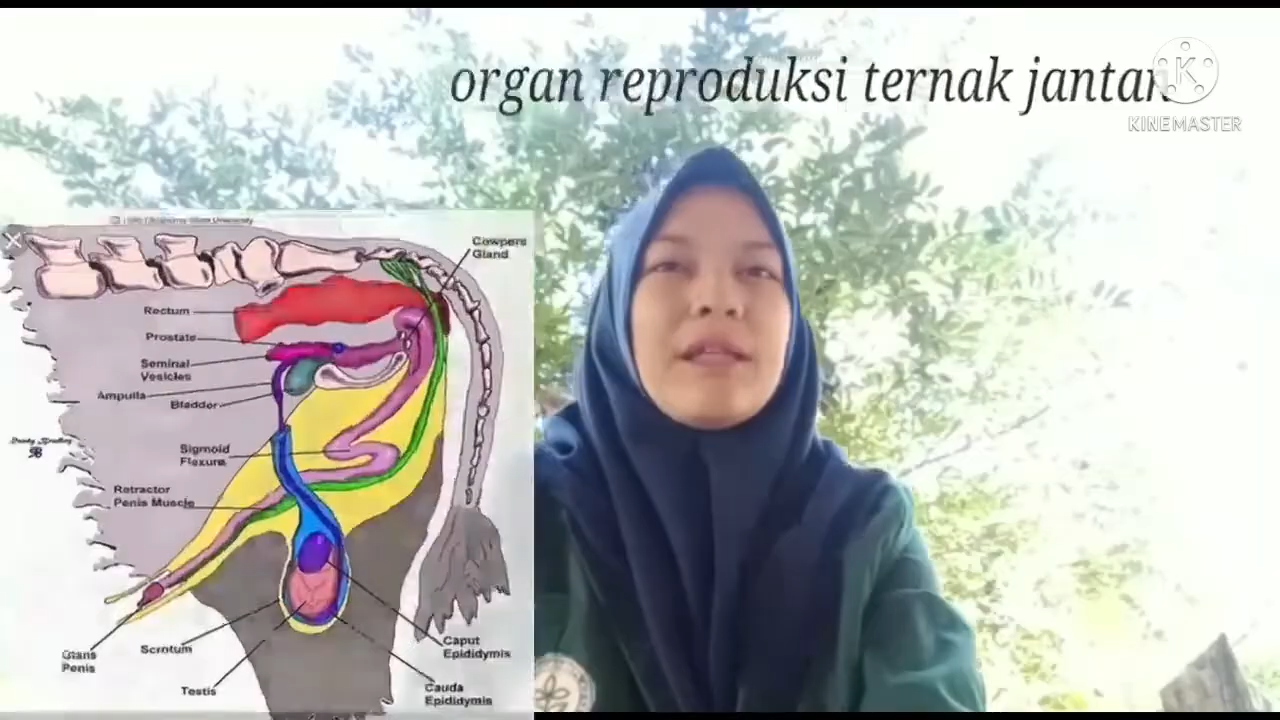 organ reproduksi ternak jantan
KINEMASTER
Cowpers
Gland
Rectum
Prostate
Seminal
Vesicles
Ampulla
Bladder
Sigmoid
Flexure
Retractor
Penis Muscle
Glans
Penis
Scrotum
Testis
Caput
Epididymis
Cauda
Epididymis